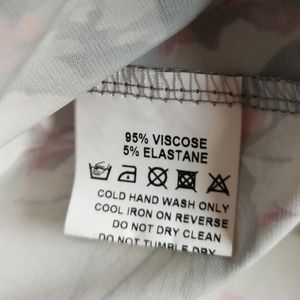 95% VISCOSE
5% ELASTANE
COLD HAND WASH ONLY
COOL IRON ON REVERSE
DO NOT DRY CLEAN
DO NOT TUMBLE DRY